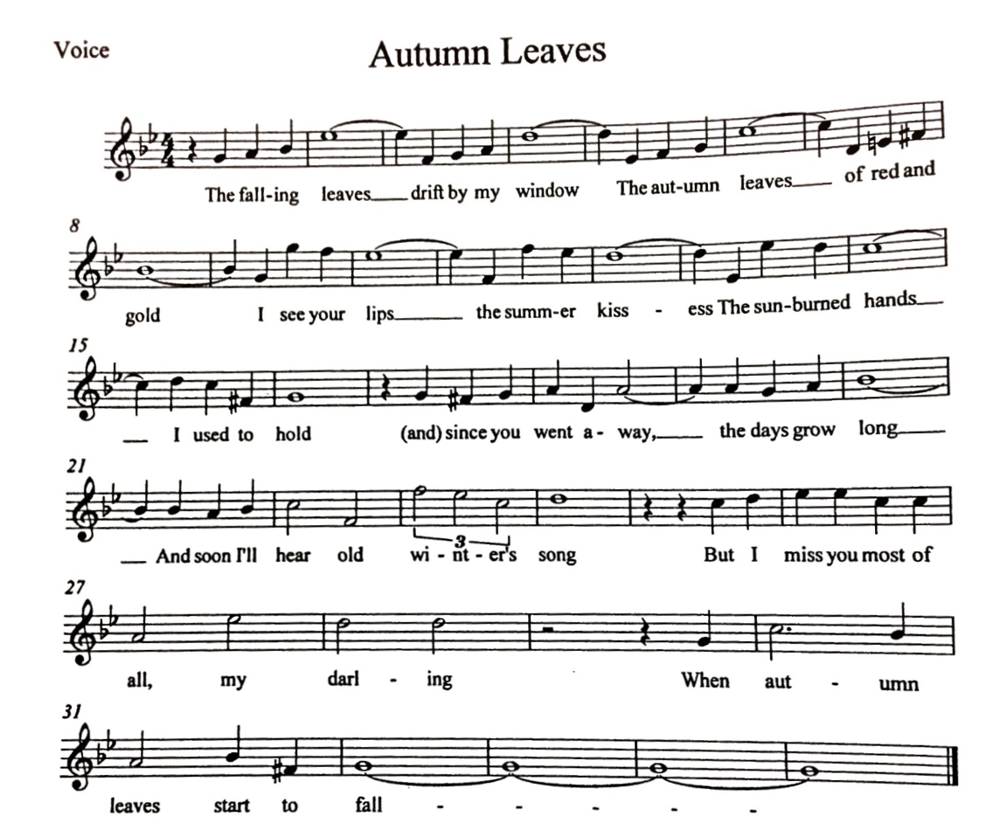 Voice
Autumn Leaves
4
4
The fall-ing leaves drift by my window The aut-umn leaves of red and
8
gold I see your lips the summ-er kiss - ess The sun-burned hands
15
I used to hold (and) since you went a - way, the days grow long
21
3
And soon I'll hear old wi - nt - er's song But I miss you most of
27
all, my darl - ing When aut - umn
31
leaves start to fall - - - -